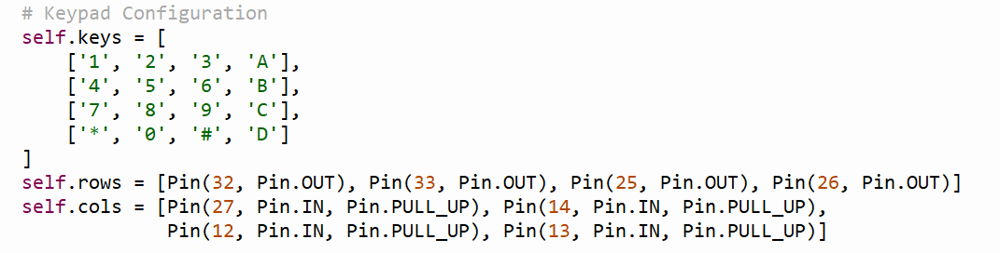 # Keypad Configuration
self.keys = [
    ['1', '2', '3', 'A'],
    ['4', '5', '6', 'B'],
    ['7', '8', '9', 'C'],
    ['*', '0', '#', 'D']
]
self.rows = [Pin(32, Pin.OUT), Pin(33, Pin.OUT), Pin(25, Pin.OUT), Pin(26, Pin.OUT)]
self.cols = [Pin(27, Pin.IN, Pin.PULL_UP), Pin(14, Pin.IN, Pin.PULL_UP),
             Pin(12, Pin.IN, Pin.PULL_UP), Pin(13, Pin.IN, Pin.PULL_UP)]